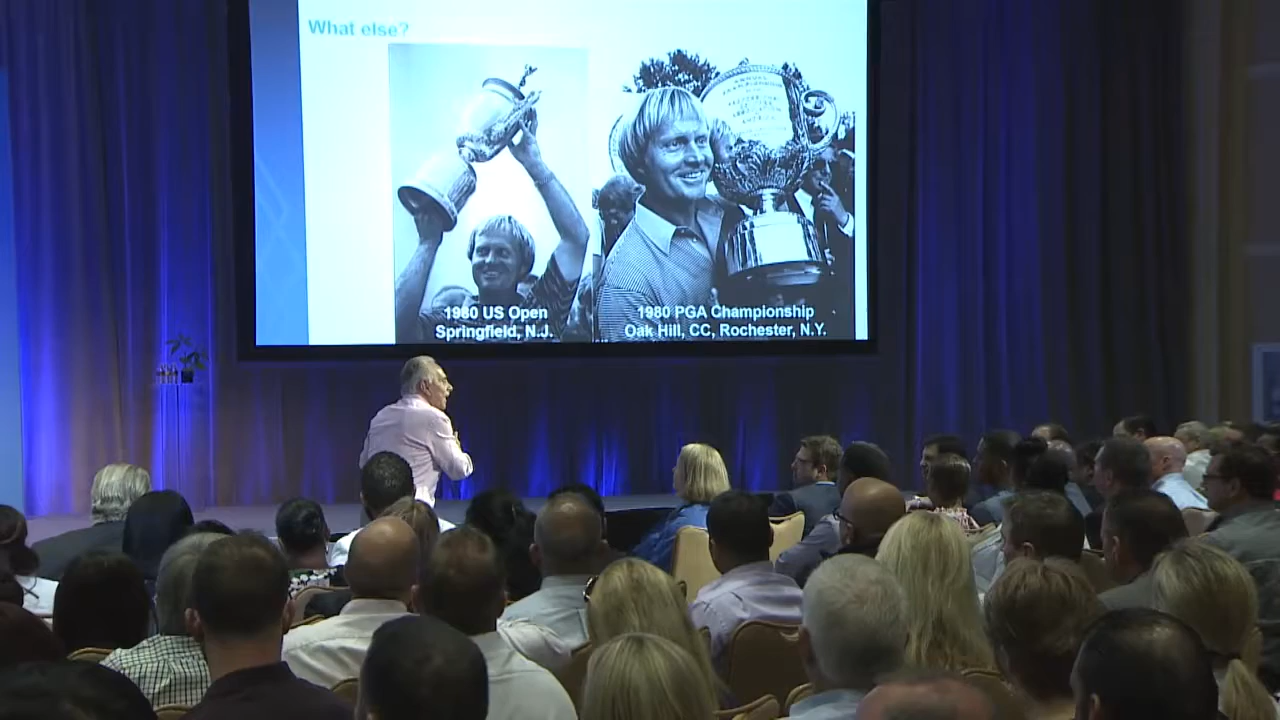 What else?
1980 US Open
Springfield, N.J.
1980 PGA Championship
Oak Hill, CC, Rochester, N.Y.